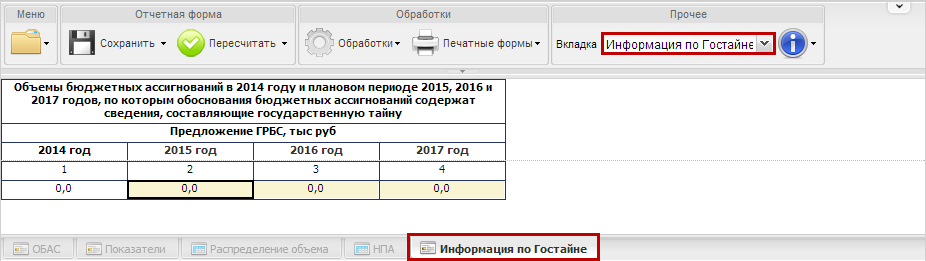 Меню
Отчетная форма
Обработки
Прочее
Сохранить
Пересчитать
Обработки
Печатные формы
Вкладка
Информация по Гостайне
Объемы бюджетных ассигнований в 2014 году и плановом периоде 2015, 2016 и
2017 годов, по которым обоснования бюджетных ассигнований содержат
сведения, составляющие государственную тайну
Предложение ГРБС, тыс руб
2014 год 2015 год 2016 год 2017 год
1 2 3 4
0,0 0,0 0,0 0,0
ОБАС Показатели Распределение объема НПА Информация по Гостайне